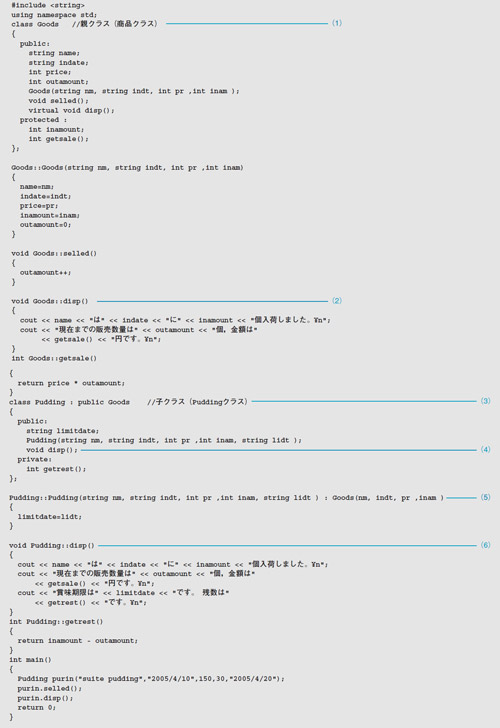 #include <string>
using namespace std;
class Goods   //親クラス（商品クラス） （1）
{
  public:
    string name;
    string indate;
    int price;
    int outamount;
    Goods(string nm, string indt, int pr ,int inam );
    void selled();
    virtual void disp();
  protected :
    int inamount;
    int getsale();
};
Goods::Goods(string nm, string indt, int pr ,int inam)
{
  name=nm;
  indate=indt;
  price=pr;
  inamount=inam;
  outamount=0;
}
void Goods::selled()
{
  outamount++;
}
void Goods::disp() （2）
{
  cout << name << "は" << indate << "に" << inamount << "個入荷しました。¥n";
  cout << "現在までの販売数量は" << outamount << "個，金額は"
       << getsale() << "円です。¥n";
}
int Goods::getsale()
{
  return price * outamount;
}
class Pudding : public Goods    //子クラス（Puddingクラス） （3）
{
  public:
    string limitdate;
    Pudding(string nm, string indt, int pr ,int inam, string lidt );
    void disp(); （4）
  private:
    int getrest();
};
Pudding::Pudding(string nm, string indt, int pr ,int inam, string lidt ) : Goods(nm, indt, pr ,inam ) （5）
{
  limitdate=lidt;
}
void Pudding::disp() （6）
{
  cout << name << "は" << indate << "に" << inamount << "個入荷しました。¥n";
  cout << "現在までの販売数量は" << outamount << "個，金額は"
      << getsale() << "円です。¥n";
  cout << "賞味期限は" << limitdate << "です。 残数は"
      << getrest() << "です。¥n";
}
int Pudding::getrest()
{
  return inamount - outamount;
}
int main()
{
  Pudding purin("suite pudding","2005/4/10",150,30,"2005/4/20");
  purin.selled();
  purin.disp();
  return 0;
}